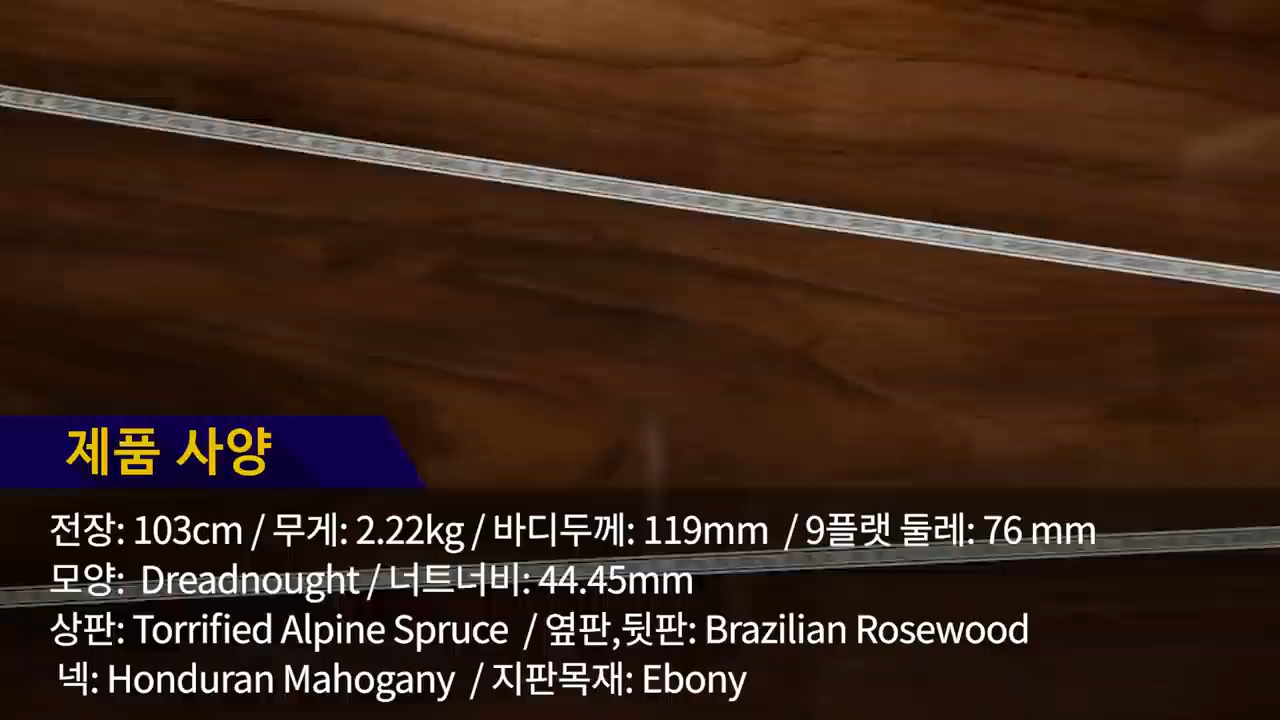 제품 사양
전장: 103cm / 무게: 2.22kg / 바디두께: 119mm / 9플랫 둘레: 76 mm
모양: Dreadnought / 너트너비: 44.45mm
상판: Torrified Alpine Spruce / 옆판,뒷판: Brazilian Rosewood
넥: Honduran Mahogany / 지판목재: Ebony